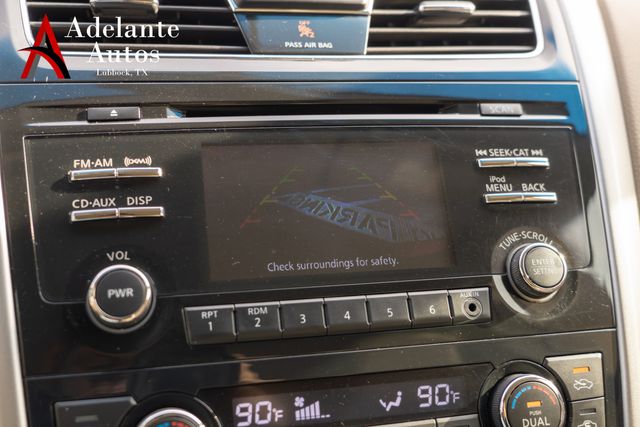 Adelante
Autos
Lubbock, TX
OFF
PASS AIR BAG
SCAN
FM·AM
((XM))
SEEK·CAT
iPod
MENU BACK
CD·AUX DISP
TUNE·SCROLL
ENTER
SETTING
Check surroundings for safety.
VOL
PWR
RPT
1
RDM
2
3
4
5
6
AUX IN
90°F
90°F
PUSH
DUAL